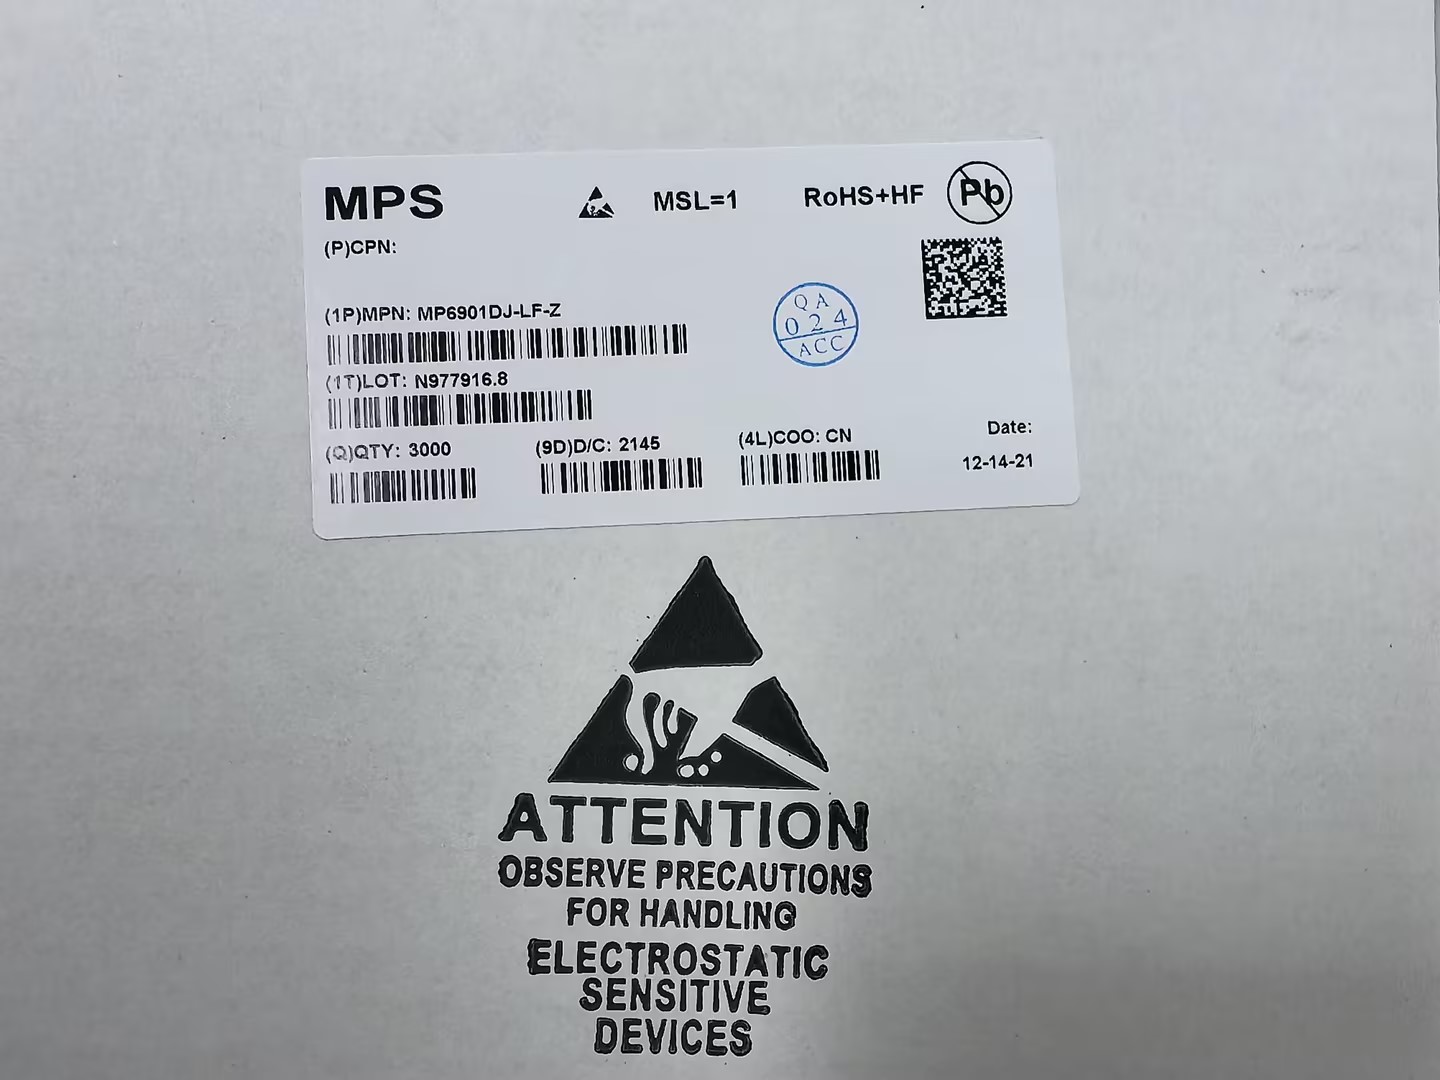 MPS
MSL=1
RoHS+HF
Pb
(P)CPN:
(1P)MPN: MP6901DJ-LF-Z
QA
024
ACC
(1T)LOT: N977916.8
(Q)QTY: 3000
(9D)D/C: 2145
(4L)COO: CN
Date:
12-14-21
ATTENTION
OBSERVE PRECAUTIONS
FOR HANDLING
ELECTROSTATIC
SENSITIVE
DEVICES